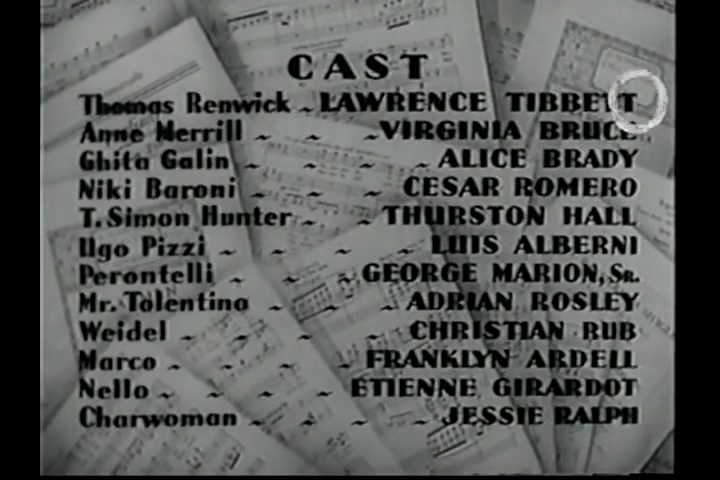 CAST
Thomas Renwick ~ LAWRENCE TIBBETT
Anne Merrill ~ ~ ~ VIRGINIA BRUCE
Ghita Galin ~ ~ ~ ~ ALICE BRADY
Niki Baroni ~ ~ ~ CESAR ROMERO
T. Simon Hunter ~ ~ THURSTON HALL
Ugo Pizzi ~ ~ ~ ~ LUIS ALBERNI
Perontelli ~ ~ ~ GEORGE MARION, SR.
Mr. Tolentino ~ ~ ~ ADRIAN ROSLEY
Weidel ~ ~ ~ ~ CHRISTIAN RUB
Marco ~ ~ ~ ~ FRANKLYN ARDELL
Nello ~ ~ ~ ~ ETIENNE GIRARDOT
Charwoman ~ ~ ~ ~ JESSIE RALPH